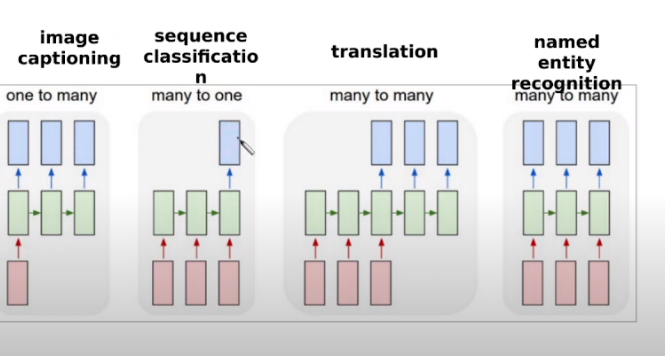 image
captioning
one to many
sequence
classificatio
n
many to one
translation
many to many
named
entity
recognition
many to many